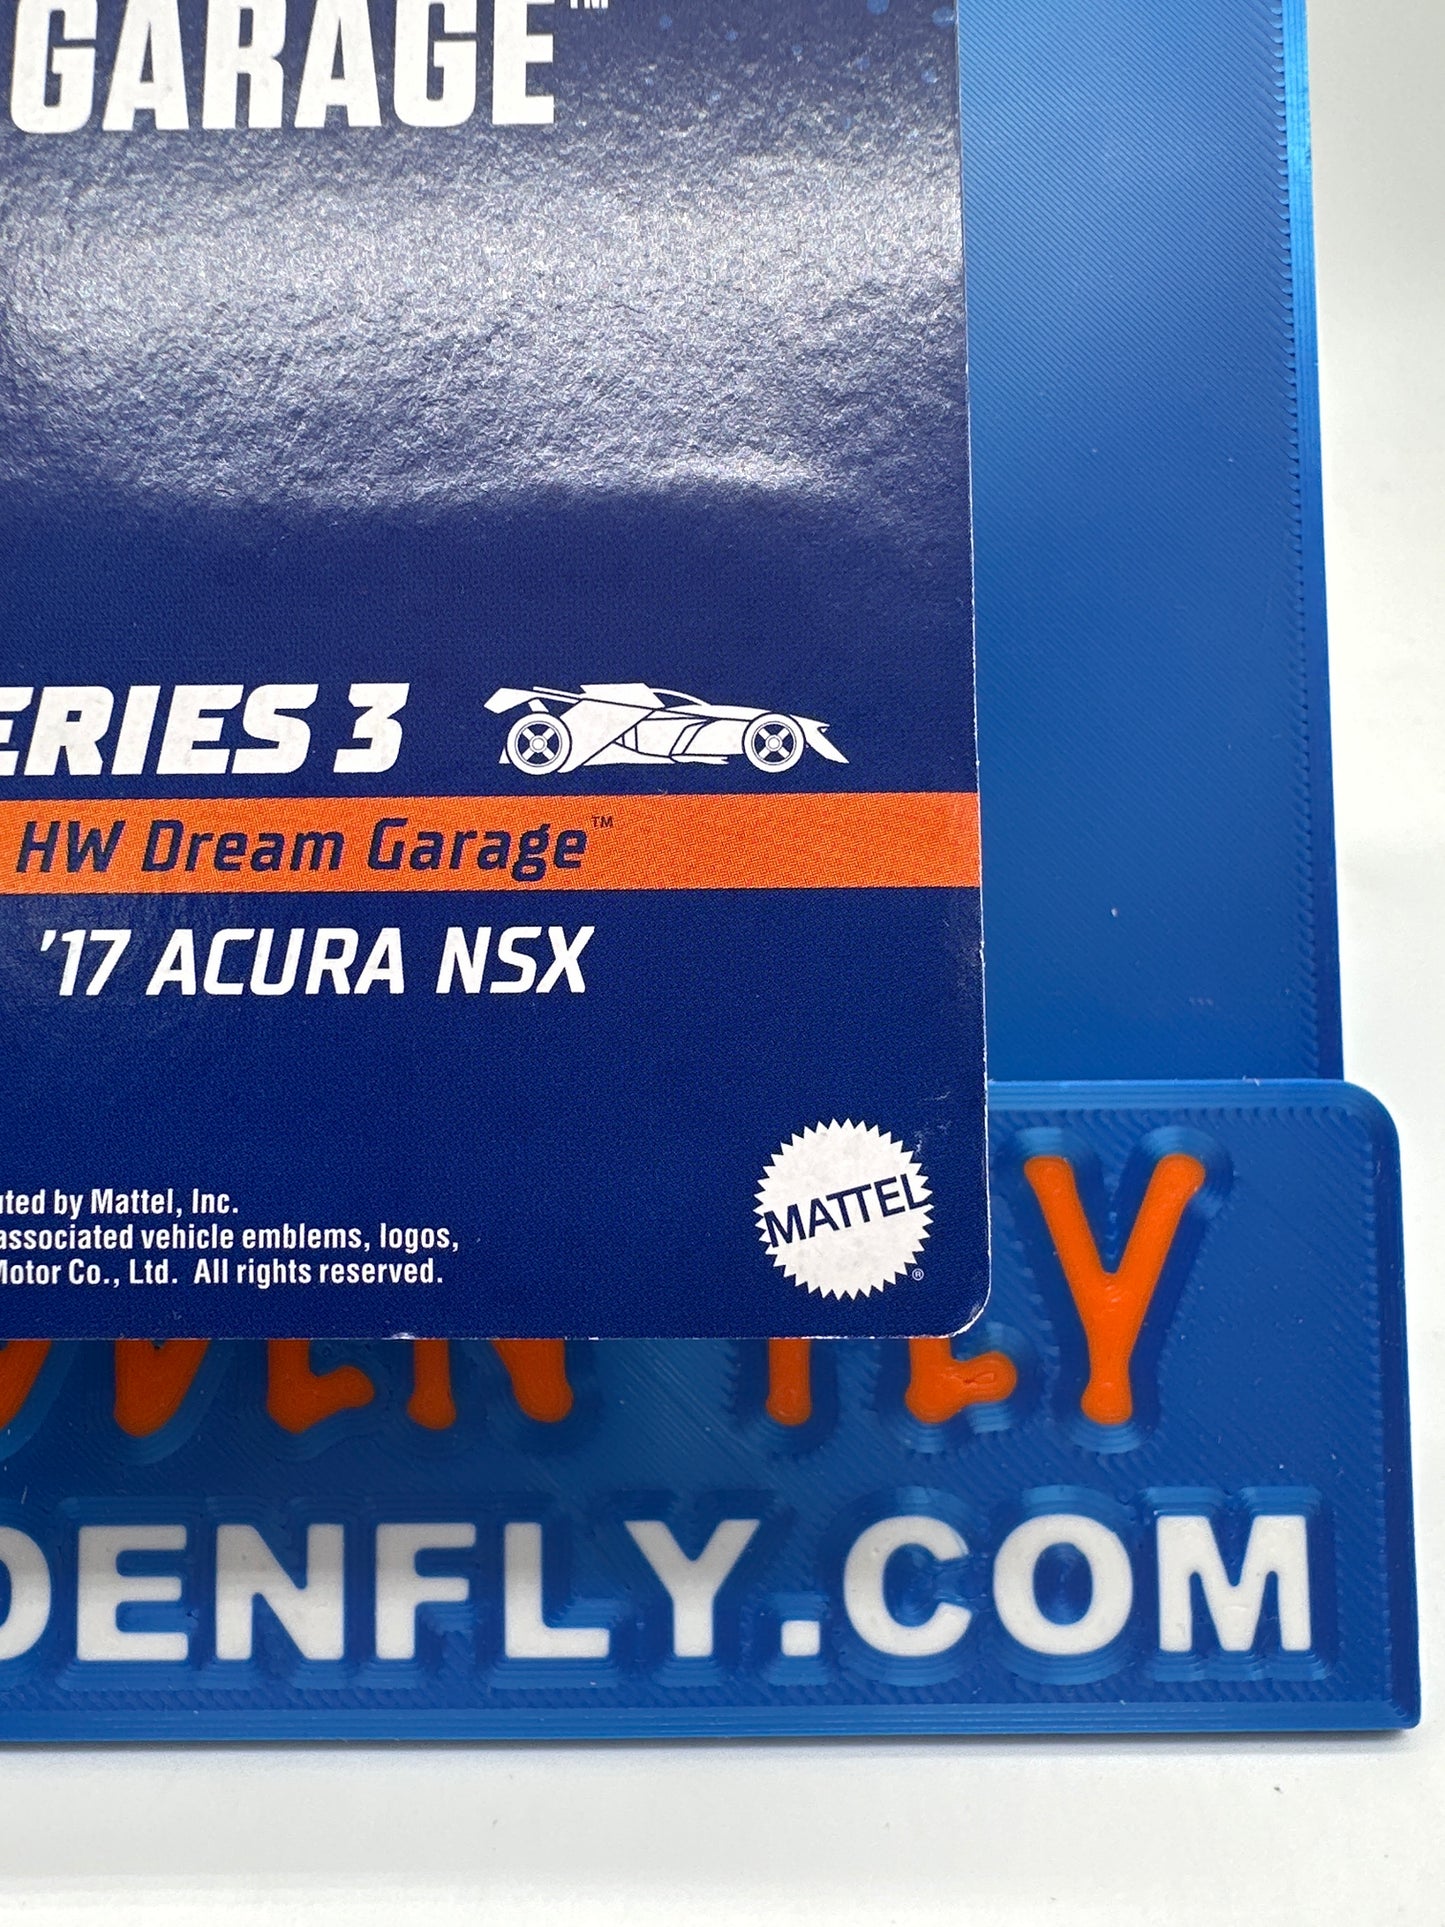 GARAGE™
ERIES 3
HW Dream Garage™
'17 ACURA NSX
uted by Mattel, Inc.
associated vehicle emblems, logos,
Motor Co., Ltd. All rights reserved.
MATTEL®
FLY
DENFLY.COM